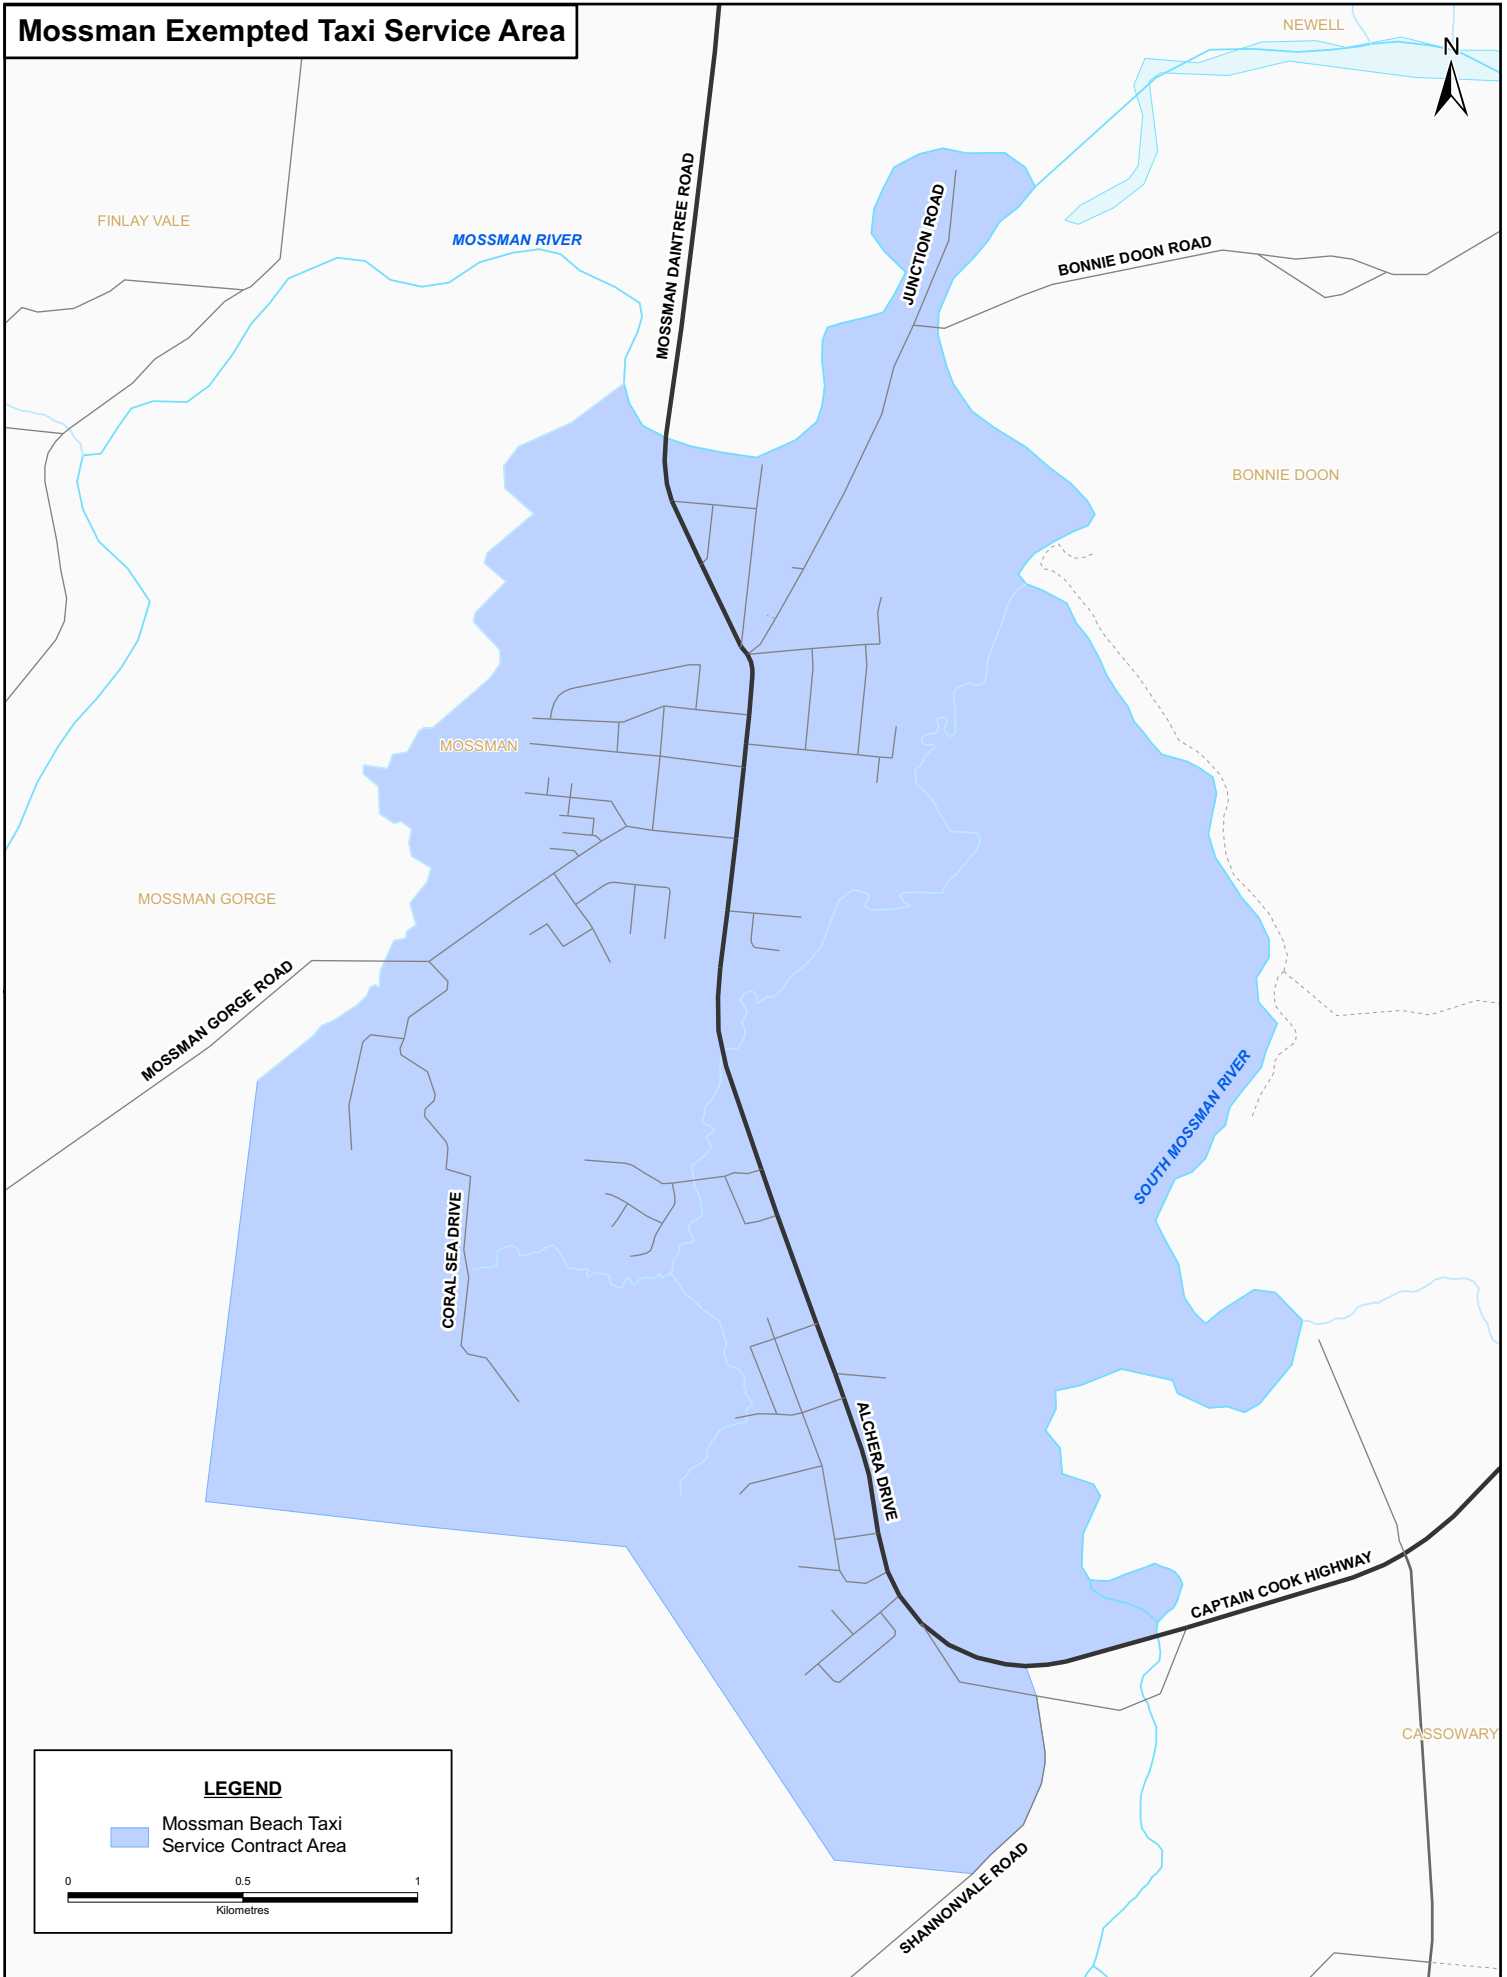 Mossman Exempted Taxi Service Area
NEWELL
N
FINLAY VALE
MOSSMAN RIVER
MOSSMAN DAINTREE ROAD
JUNCTION ROAD
BONNIE DOON ROAD
BONNIE DOON
MOSSMAN
MOSSMAN GORGE
MOSSMAN GORGE ROAD
SOUTH MOSSMAN RIVER
CORAL SEA DRIVE
ALCHERA DRIVE
CAPTAIN COOK HIGHWAY
CASSOWARY
SHANNONVALE ROAD
LEGEND
Mossman Beach Taxi
Service Contract Area
0 0.5 1
Kilometres